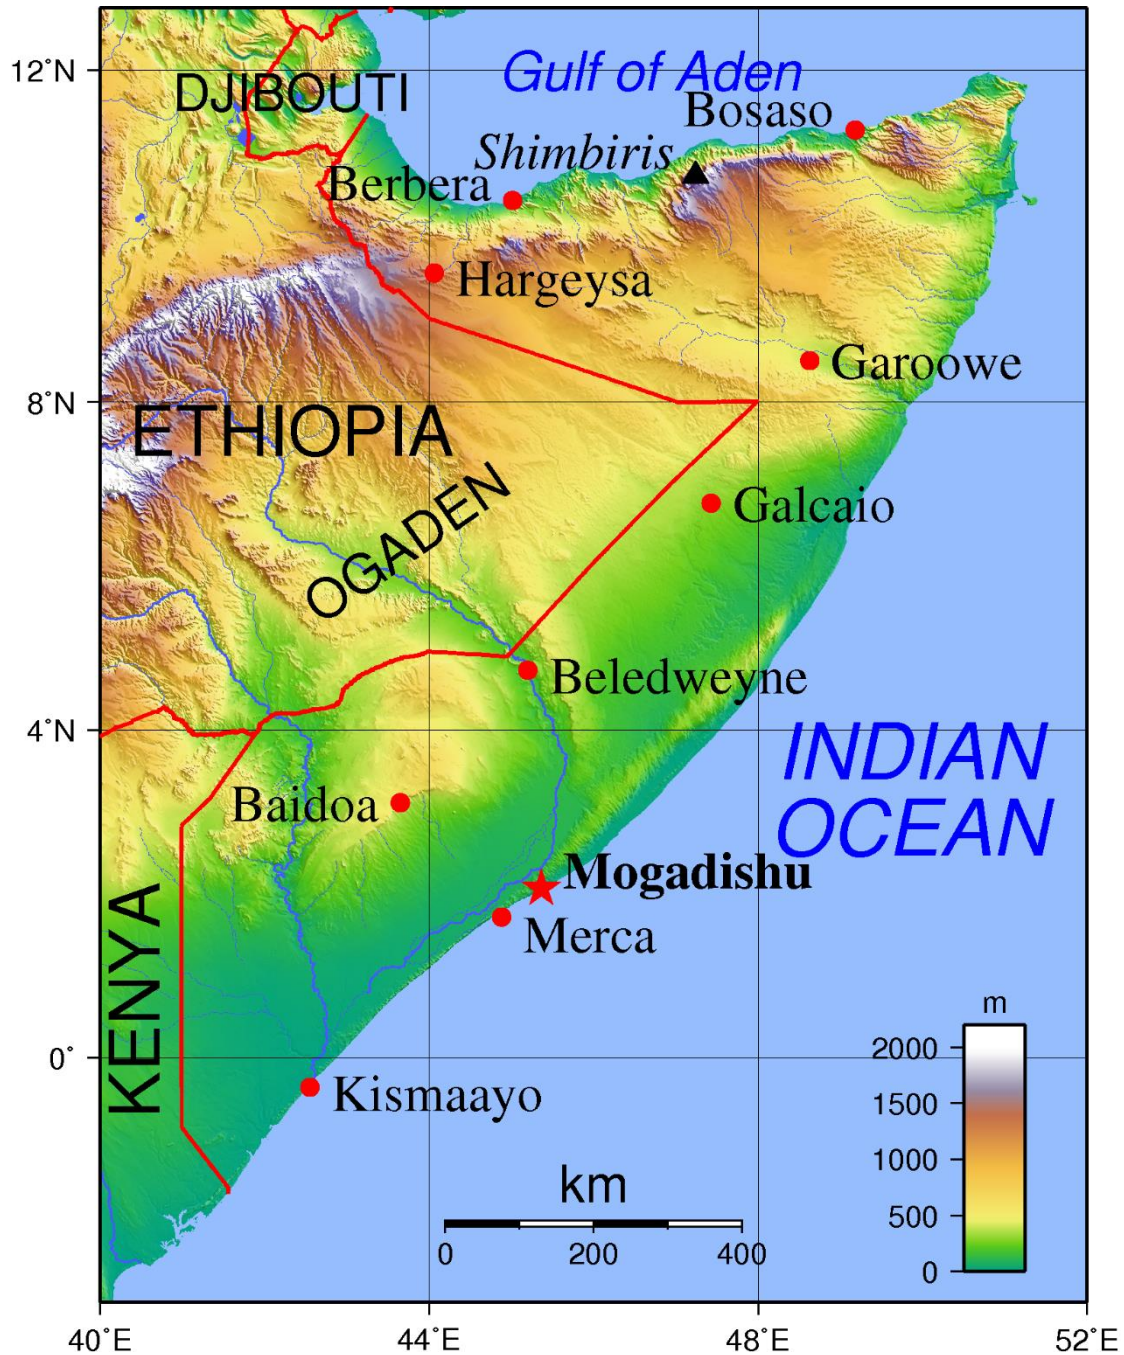 12°N
Gulf of Aden
DJIBOUTI
Bosaso
Shimbiris
Berbera
Hargeysa
Garoowe
8°N
ETHIOPIA
OGADEN
Galcaio
Beledweyne
4°N
INDIAN
OCEAN
Baidoa
Mogadishu
Merca
KENYA
0°
Kismaayo
km
0 200 400
m
2000
1500
1000
500
0
40°E 44°E 48°E 52°E